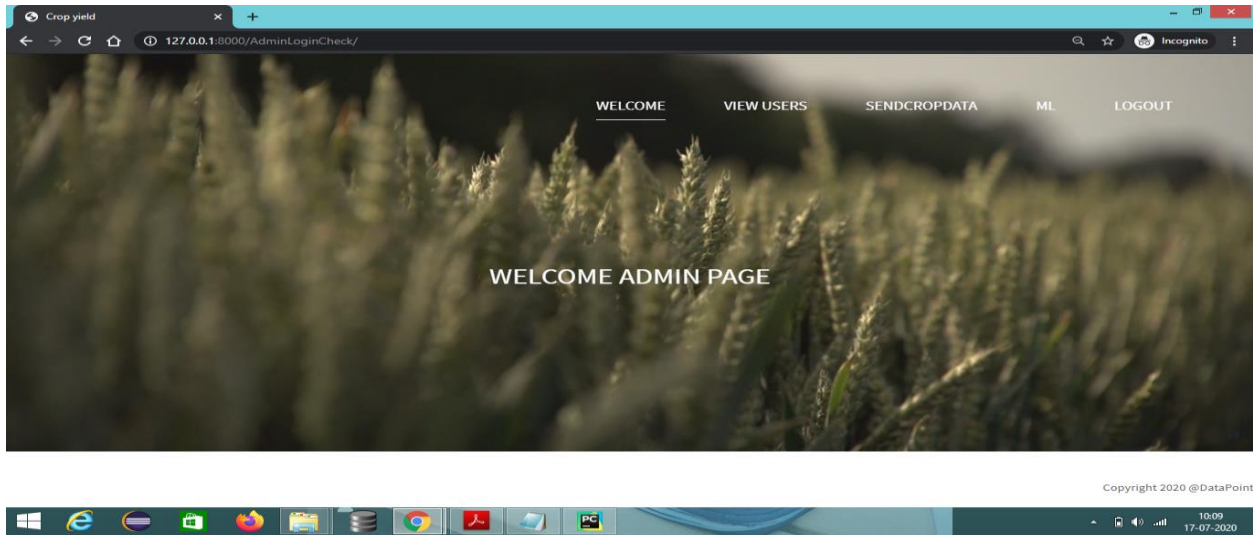 Crop yield
127.0.0.1:8000/AdminLoginCheck/
Incognito
WELCOME VIEW USERS SENDCROPDATA ML LOGOUT
WELCOME ADMIN PAGE
Copyright 2020 @DataPoint
PC
10:09
17-07-2020